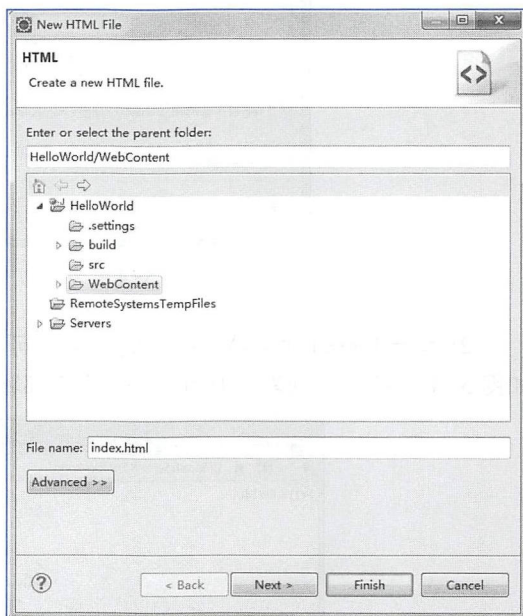 New HTML File
HTML
Create a new HTML file.
Enter or select the parent folder:
HelloWorld/WebContent
HelloWorld
.settings
build
src
WebContent
RemoteSystemsTempFiles
Servers
File name: index.html
Advanced >>
? < Back Next > Finish Cancel